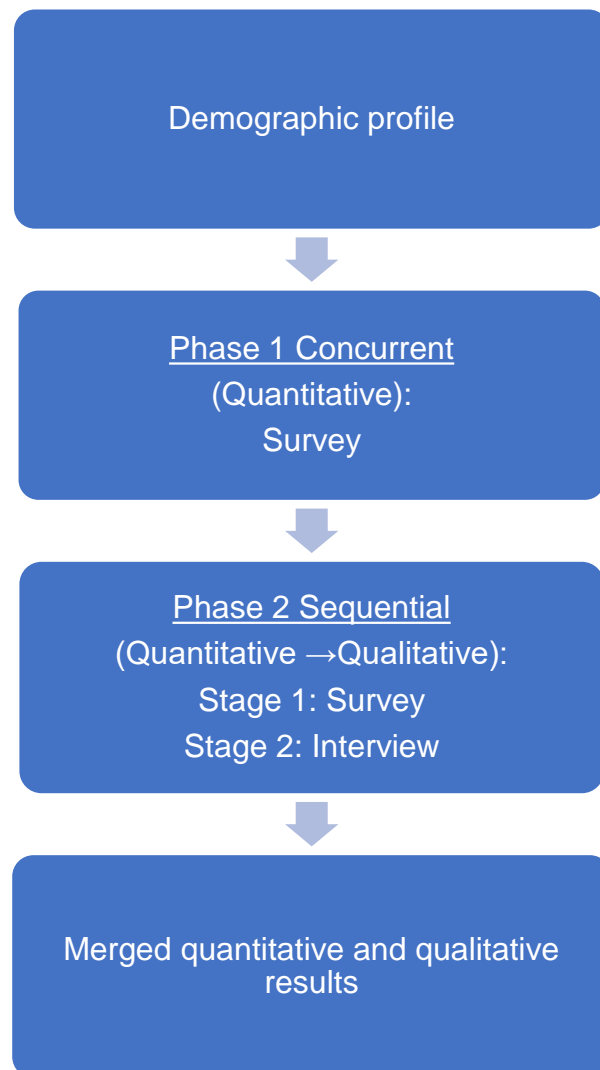 Demographic profile
Phase 1 Concurrent
(Quantitative):
Survey
Phase 2 Sequential
(Quantitative →Qualitative):
Stage 1: Survey
Stage 2: Interview
Merged quantitative and qualitative
results